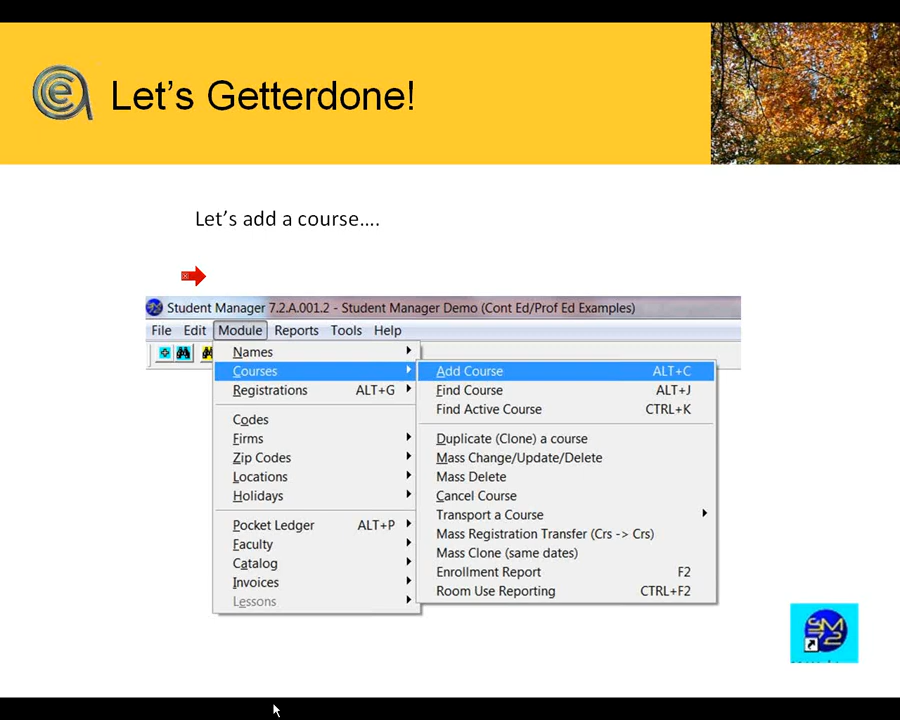 Let's Getterdone!
Let's add a course....
Student Manager 7.2.A.001.2 - Student Manager Demo (Cont Ed/Prof Ed Examples)
File Edit Module Reports Tools Help
Names
Courses
Registrations ALT+G
Codes
Firms
Zip Codes
Locations
Holidays
Pocket Ledger ALT+P
Faculty
Catalog
Invoices
Lessons
Add Course ALT+C
Find Course ALT+J
Find Active Course CTRL+K
Duplicate (Clone) a course
Mass Change/Update/Delete
Mass Delete
Cancel Course
Transport a Course
Mass Registration Transfer (Crs -> Crs)
Mass Clone (same dates)
Enrollment Report F2
Room Use Reporting CTRL+F2
SM
72